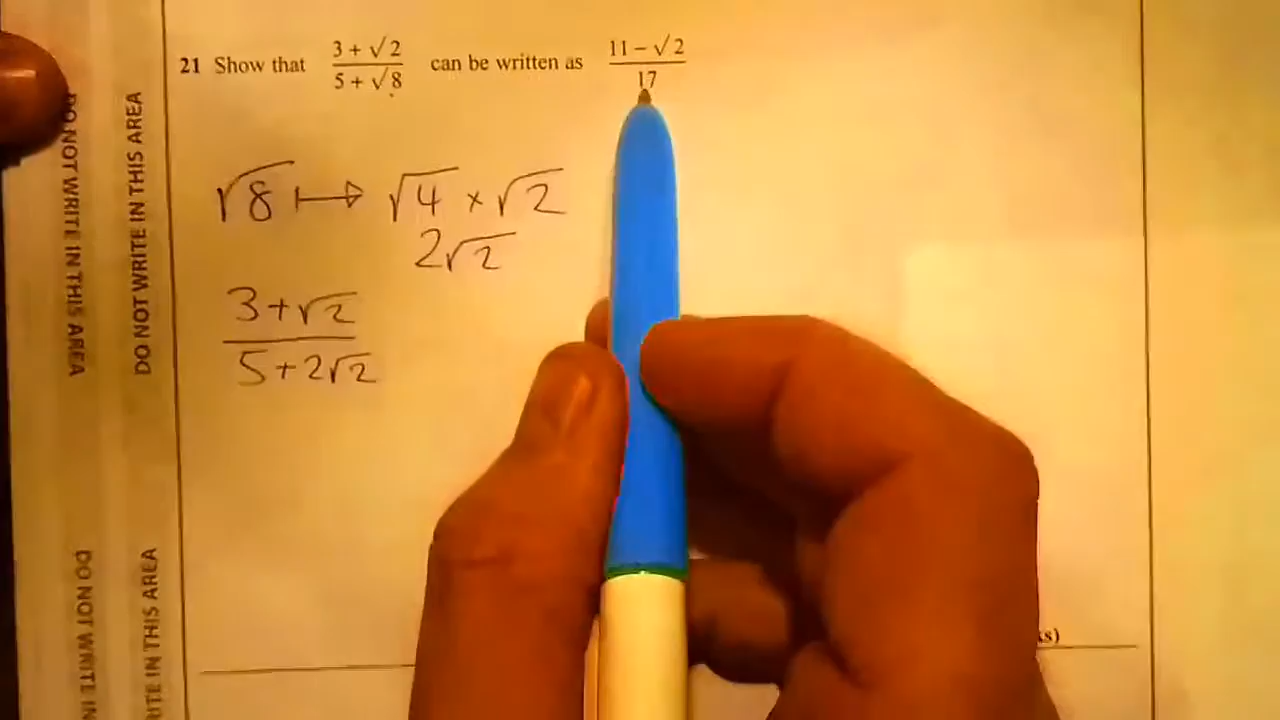 21 Show that (3 + √2)/(5 + √8) can be written as (11 − √2)/17
√8 ↦ √4 × √2
2√2
3 + √2
5 + 2√2
s)
DO NOT WRITE IN THIS AREA
DO NOT WRITE IN THIS AREA
DO NOT WRITE IN
RITE IN THIS AREA